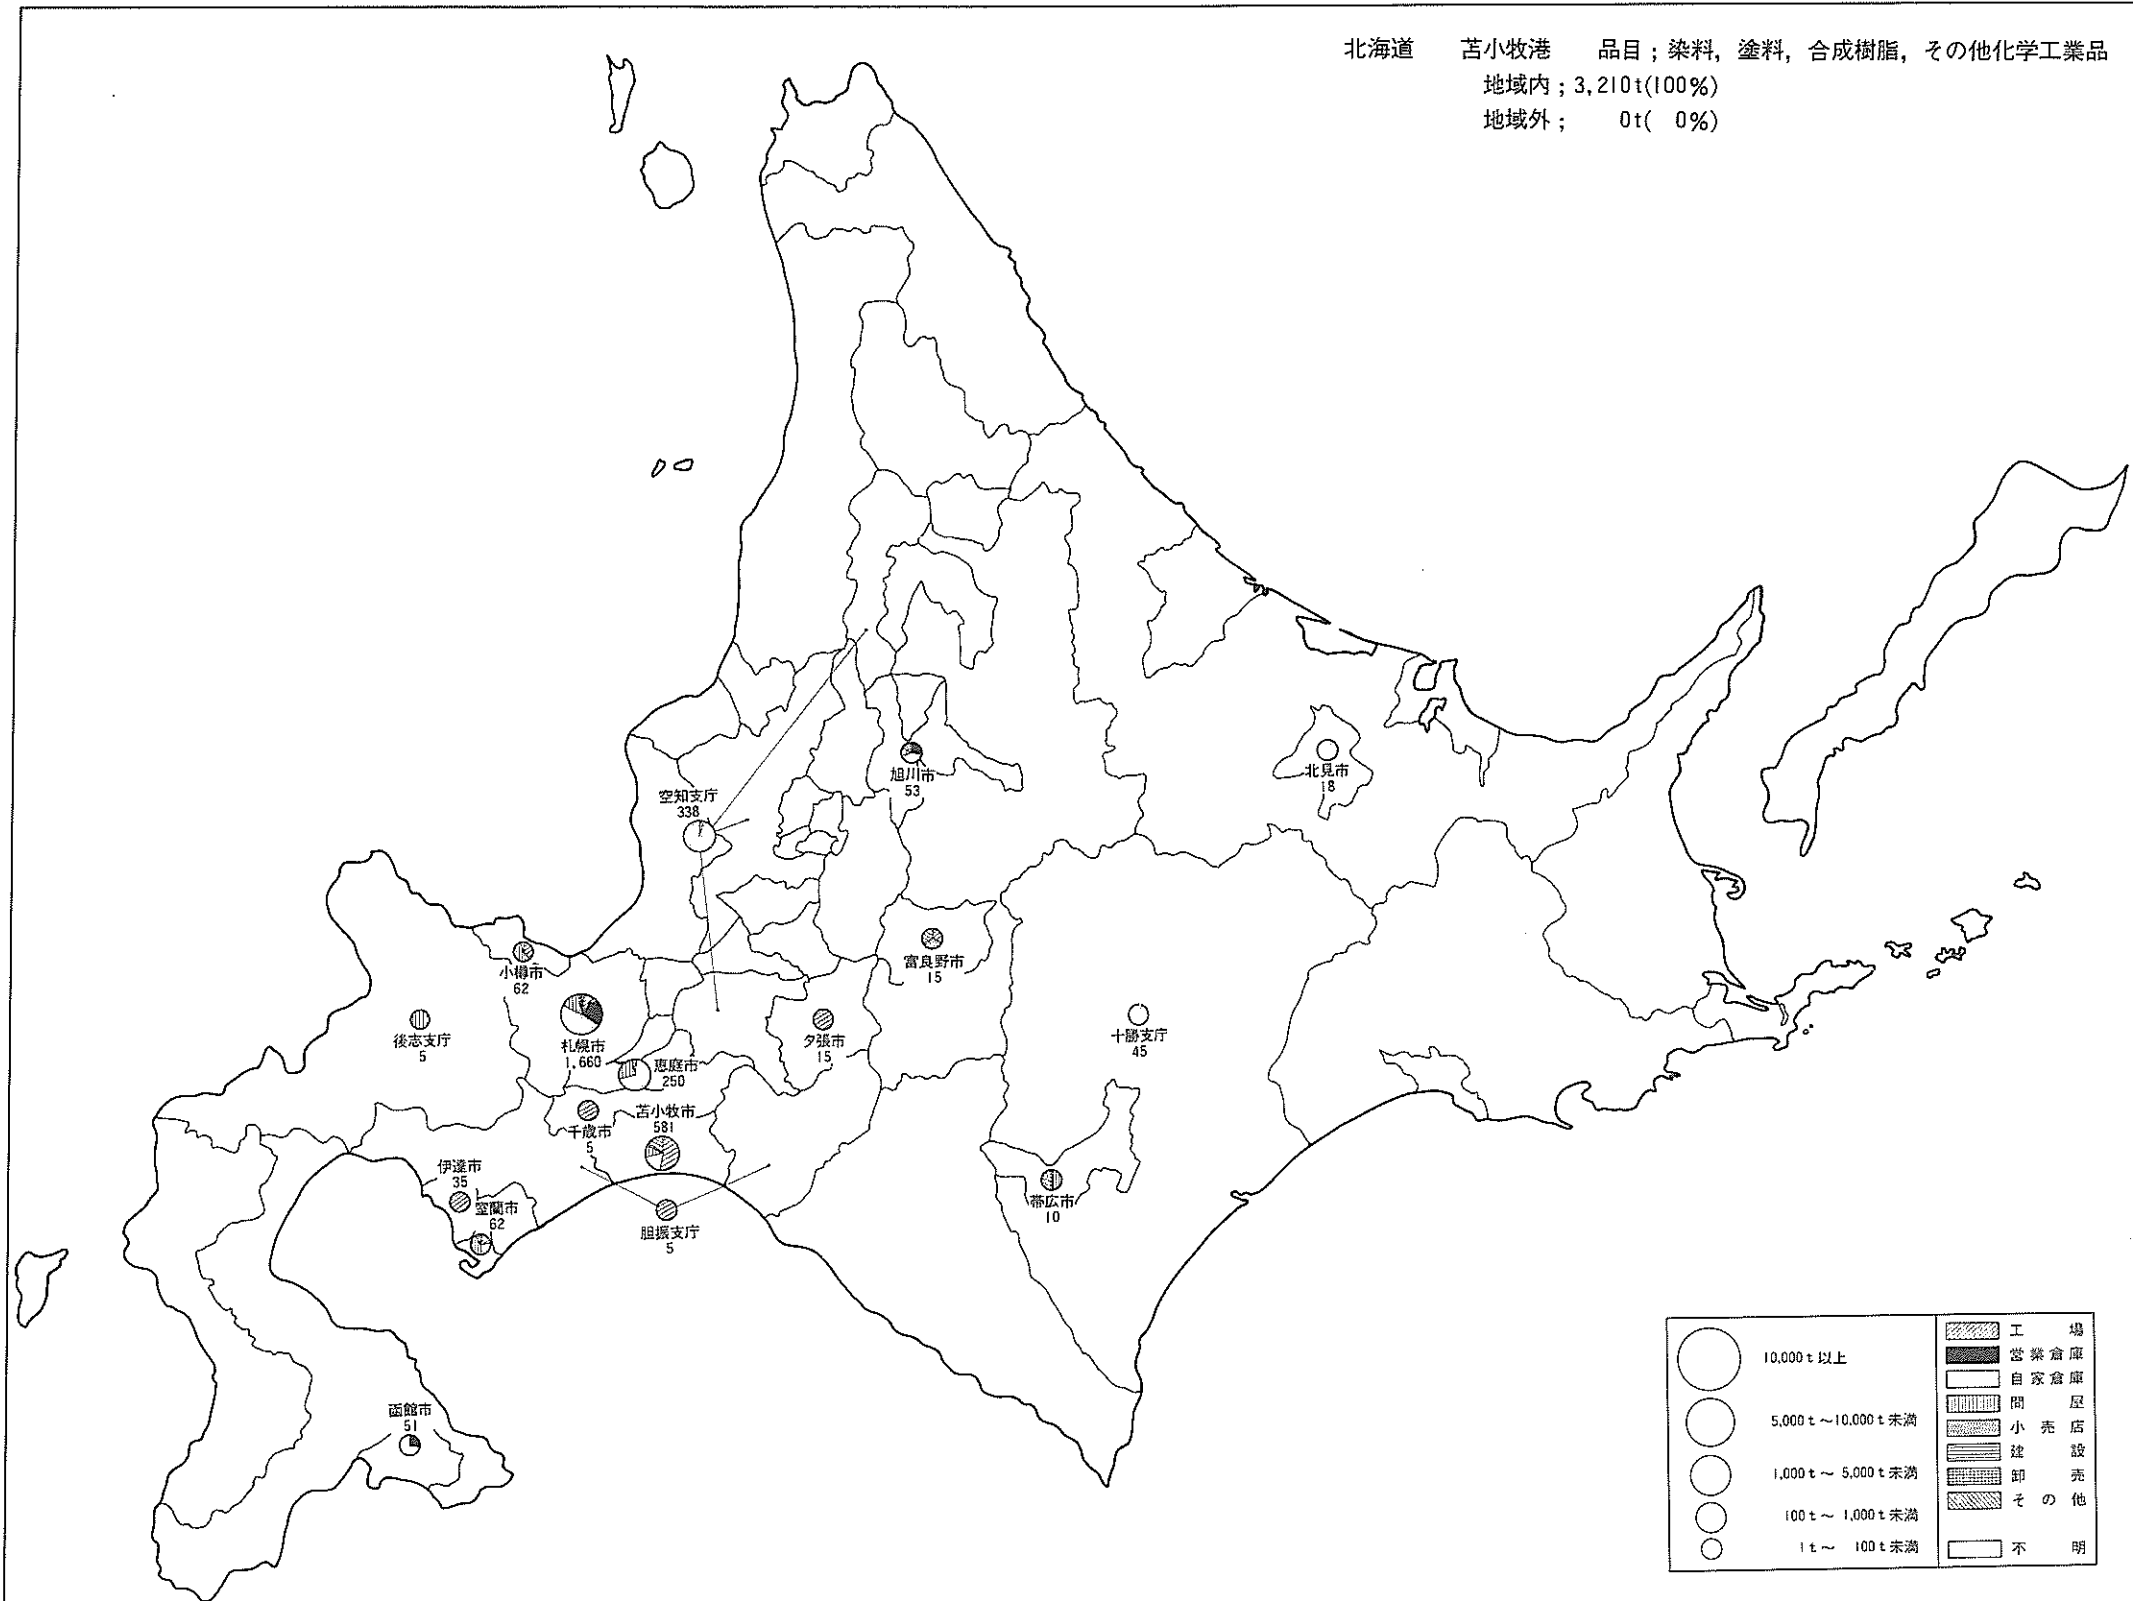 北海道 苫小牧港 品目；染料，塗料，合成樹脂，その他化学工業品
地域内；3,210t(100%)
地域外； 0t( 0%)
旭川市
53
北見市
18
空知支庁
338
富良野市
15
小樽市
62
後志支庁
5
札幌市
1,660
夕張市
15
十勝支庁
45
恵庭市
250
千歳市
5
苫小牧市
581
伊達市
35
室蘭市
62
胆振支庁
5
帯広市
10
函館市
51
10,000t以上
5,000t～10,000t未満
1,000t～ 5,000t未満
100t～ 1,000t未満
1t～ 100t未満
工場
営業倉庫
自家倉庫
問屋
小売店
建設
卸売
その他
不明